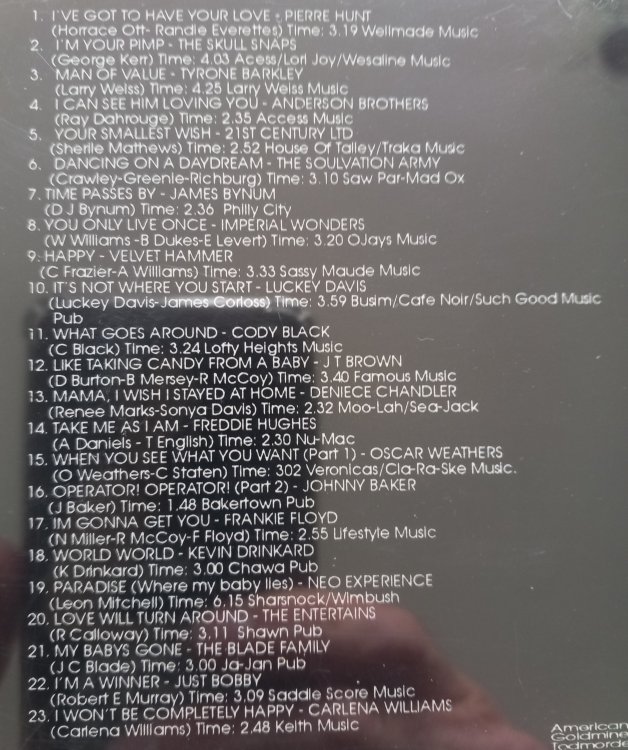 1. I'VE GOT TO HAVE YOUR LOVE - PIERRE HUNT
(Horrace Ott- Randie Everettes) Time: 3.19 Wellmade Music
2. I'M YOUR PIMP - THE SKULL SNAPS
(George Kerr) Time: 4.03 Acess/Lorl Joy/Wesaline Music
3. MAN OF VALUE - TYRONE BARKLEY
(Larry Weiss) Time: 4.25 Larry Weiss Music
4. I CAN SEE HIM LOVING YOU - ANDERSON BROTHERS
(Ray Dahrouge) Time: 2.35 Access Music
5. YOUR SMALLEST WISH - 21ST CENTURY LTD
(Sherlie Mathews) Time: 2.52 House Of Talley/Traka Music
6. DANCING ON A DAYDREAM - THE SOULVATION ARMY
(Crawley-Greenle-Richburg) Time: 3.10 Saw Par-Mad Ox
7. TIME PASSES BY - JAMES BYNUM
(D J Bynum) Time: 2.36 Philly City
8. YOU ONLY LIVE ONCE - IMPERIAL WONDERS
(W Williams -B Dukes-E Levert) Time: 3.20 OJays Music
9. HAPPY - VELVET HAMMER
(C Frazier-A Williams) Time: 3.33 Sassy Maude Music
10. IT'S NOT WHERE YOU START - LUCKEY DAVIS
(Luckey Davis-James Corloss) Time: 3.59 Busim/Cafe Noir/Such Good Music
Pub
11. WHAT GOES AROUND - CODY BLACK
(C Black) Time: 3.24 Lofty Heights Music
12. LIKE TAKING CANDY FROM A BABY - J T BROWN
(D Burton-B Mersey-R McCoy) Time: 3.40 Famous Music
13. MAMA, I WISH I STAYED AT HOME - DENIECE CHANDLER
(Renee Marks-Sonya Davis) Time: 2.32 Moo-Lah/Sea-Jack
14. TAKE ME AS I AM - FREDDIE HUGHES
(A Daniels - T English) Time: 2.30 Nu-Mac
15. WHEN YOU SEE WHAT YOU WANT (Part 1) - OSCAR WEATHERS
(O Weathers-C Staten) Time: 302 Veronicas/Cla-Ra-Ske Music.
16. OPERATOR! OPERATOR! (Part 2) - JOHNNY BAKER
(J Baker) Time: 1.48 Bakertown Pub
17. IM GONNA GET YOU - FRANKIE FLOYD
(N Miller-R McCoy-F Floyd) Time: 2.55 Lifestyle Music
18. WORLD WORLD - KEVIN DRINKARD
(K Drinkard) Time: 3.00 Chawa Pub
19. PARADISE (Where my baby lies) - NEO EXPERIENCE
(Leon Mitchell) Time: 6.15 Sharsnock/Wimbush
20. LOVE WILL TURN AROUND - THE ENTERTAINS
(R Calloway) Time: 3.11 Shawn Pub
21. MY BABYS GONE - THE BLADE FAMILY
(J C Blade) Time: 3.00 Ja-Jan Pub
22. I'M A WINNER - JUST BOBBY
(Robert E Murray) Time: 3.09 Saddle Score Music
23. I WON'T BE COMPLETELY HAPPY - CARLENA WILLIAMS
(Carlena Williams) Time: 2.48 Keith Music
American
Goldmine
Todmorde